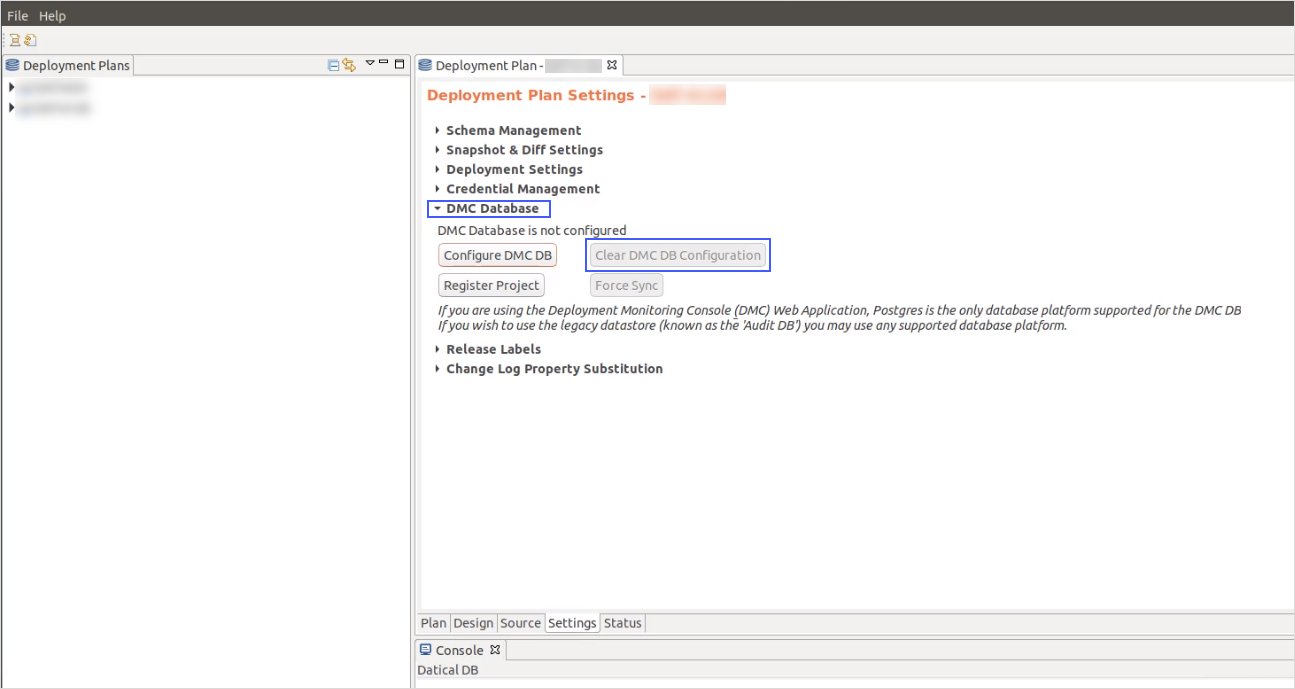 File Help
Deployment Plans
Deployment Plan -
Deployment Plan Settings -
Schema Management
Snapshot & Diff Settings
Deployment Settings
Credential Management
DMC Database
DMC Database is not configured
Configure DMC DB Clear DMC DB Configuration
Register Project Force Sync
If you are using the Deployment Monitoring Console (DMC) Web Application, Postgres is the only database platform supported for the DMC DB
If you wish to use the legacy datastore (known as the 'Audit DB') you may use any supported database platform.
Release Labels
Change Log Property Substitution
Plan Design Source Settings Status
Console
Datical DB